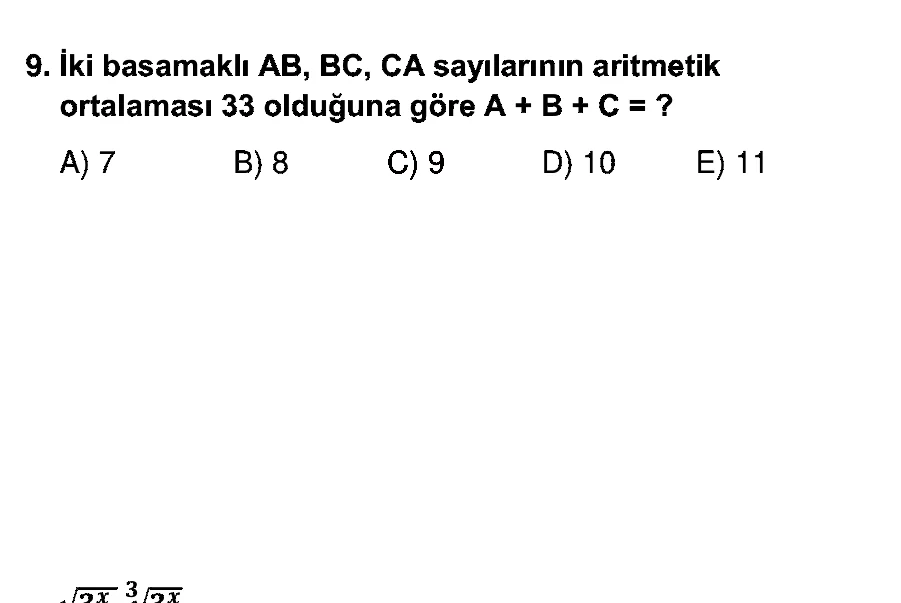 9. İki basamaklı AB, BC, CA sayılarının aritmetik
ortalaması 33 olduğuna göre A + B + C = ?
A) 7 B) 8 C) 9 D) 10 E) 11